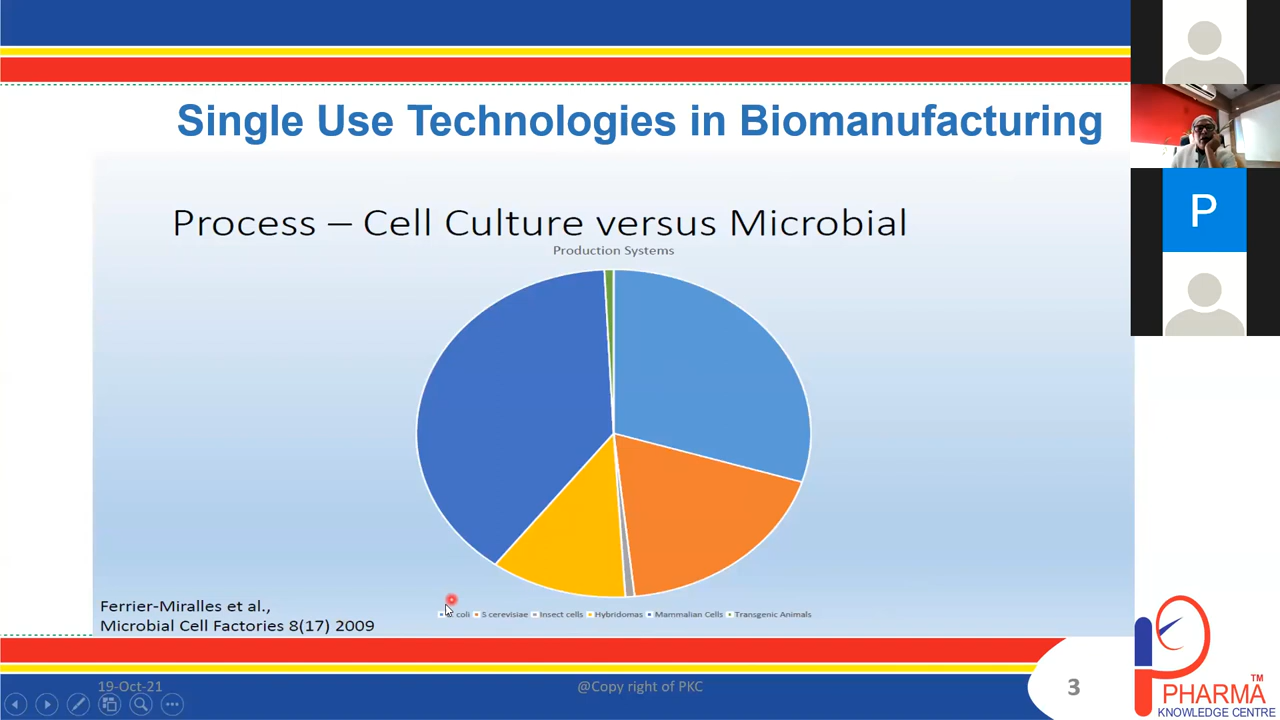 Single Use Technologies in Biomanufacturing
Process – Cell Culture versus Microbial
Production Systems
coli S cerevisiae Insect cells Hybridomas Mammalian Cells Transgenic Animals
Ferrier-Miralles et al.,
Microbial Cell Factories 8(17) 2009
19-Oct-21 @Copy right of PKC 3
P
PHARMA™
KNOWLEDGE CENTRE